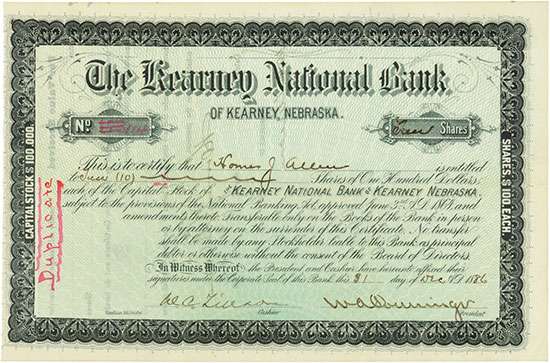 The Kearney National Bank
OF KEARNEY, NEBRASKA.
No
Ten Shares
CAPITAL STOCK $ 100,000.
SHARES $ 100. EACH
Duplicate
This is to certify that Homer J. Allen is entitled
to Ten (10) Shares of One Hundred Dollars,
each of the Capital Stock of KEARNEY NATIONAL BANK of KEARNEY NEBRASKA,
subject to the provisions of the National Banking Act, approved June 3rd A.D. 1864 and
amendments thereto. Transferable only on the Books of the Bank in person
or by attorney on the surrender of this Certificate. No transfer
shall be made by any Stockholder liable to this Bank as principal
debtor or otherwise without the consent of the Board of Directors.
In Witness Whereof the President and Cashier have hereunto affixed their
signatures under the Corporate Seal of this Bank this 31 day of Dec A.D. 1886
Cashier
President